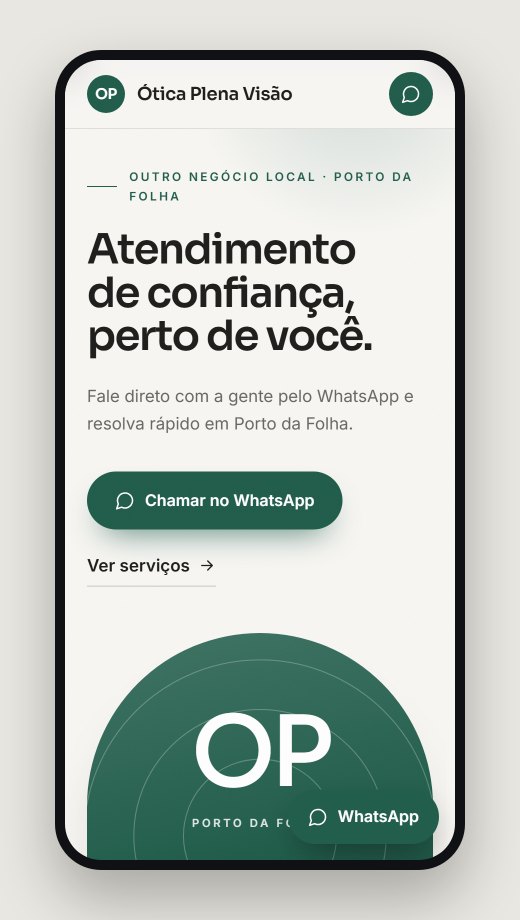 OP Ótica Plena Visão
OUTRO NEGÓCIO LOCAL · PORTO DA
FOLHA
Atendimento
de confiança,
perto de você.
Fale direto com a gente pelo WhatsApp e
resolva rápido em Porto da Folha.
Chamar no WhatsApp
Ver serviços →
OP
PORTO DA
WhatsApp